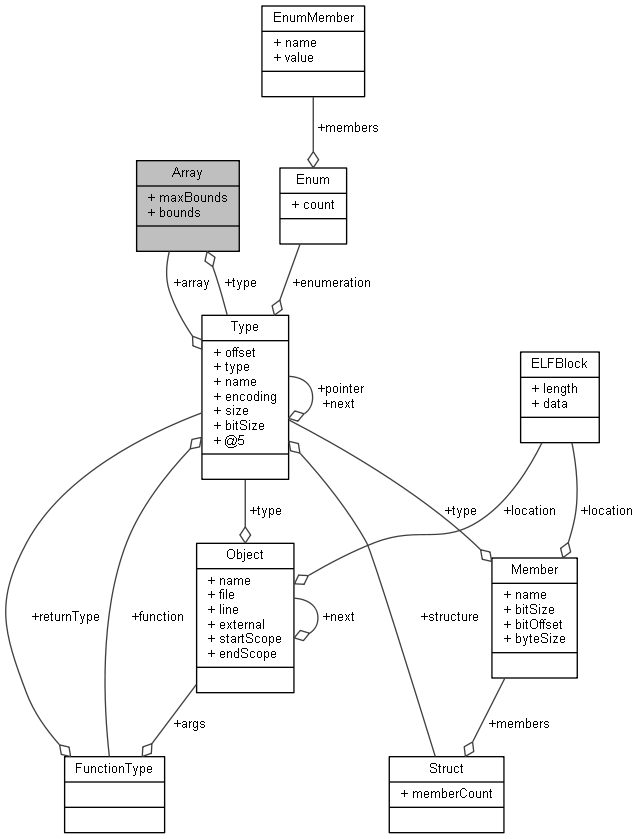 EnumMember
+ name
+ value
+members
Array
+ maxBounds
+ bounds
Enum
+ count
+array
+type
+enumeration
Type
+ offset
+ type
+ name
+ encoding
+ size
+ bitSize
+ @5
+pointer
+next
ELFBlock
+ length
+ data
+type
+type
+location
+location
Object
+ name
+ file
+ line
+ external
+ startScope
+ endScope
+next
Member
+ name
+ bitSize
+ bitOffset
+ byteSize
+returnType
+function
+structure
+args
+members
FunctionType
Struct
+ memberCount